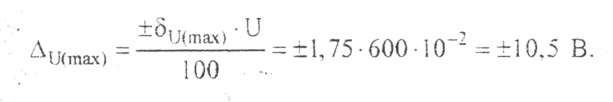 Δ_U(max) = ±δ_U(max) · U / 100 = ±1,75 · 600 · 10⁻² = ±10,5 В.